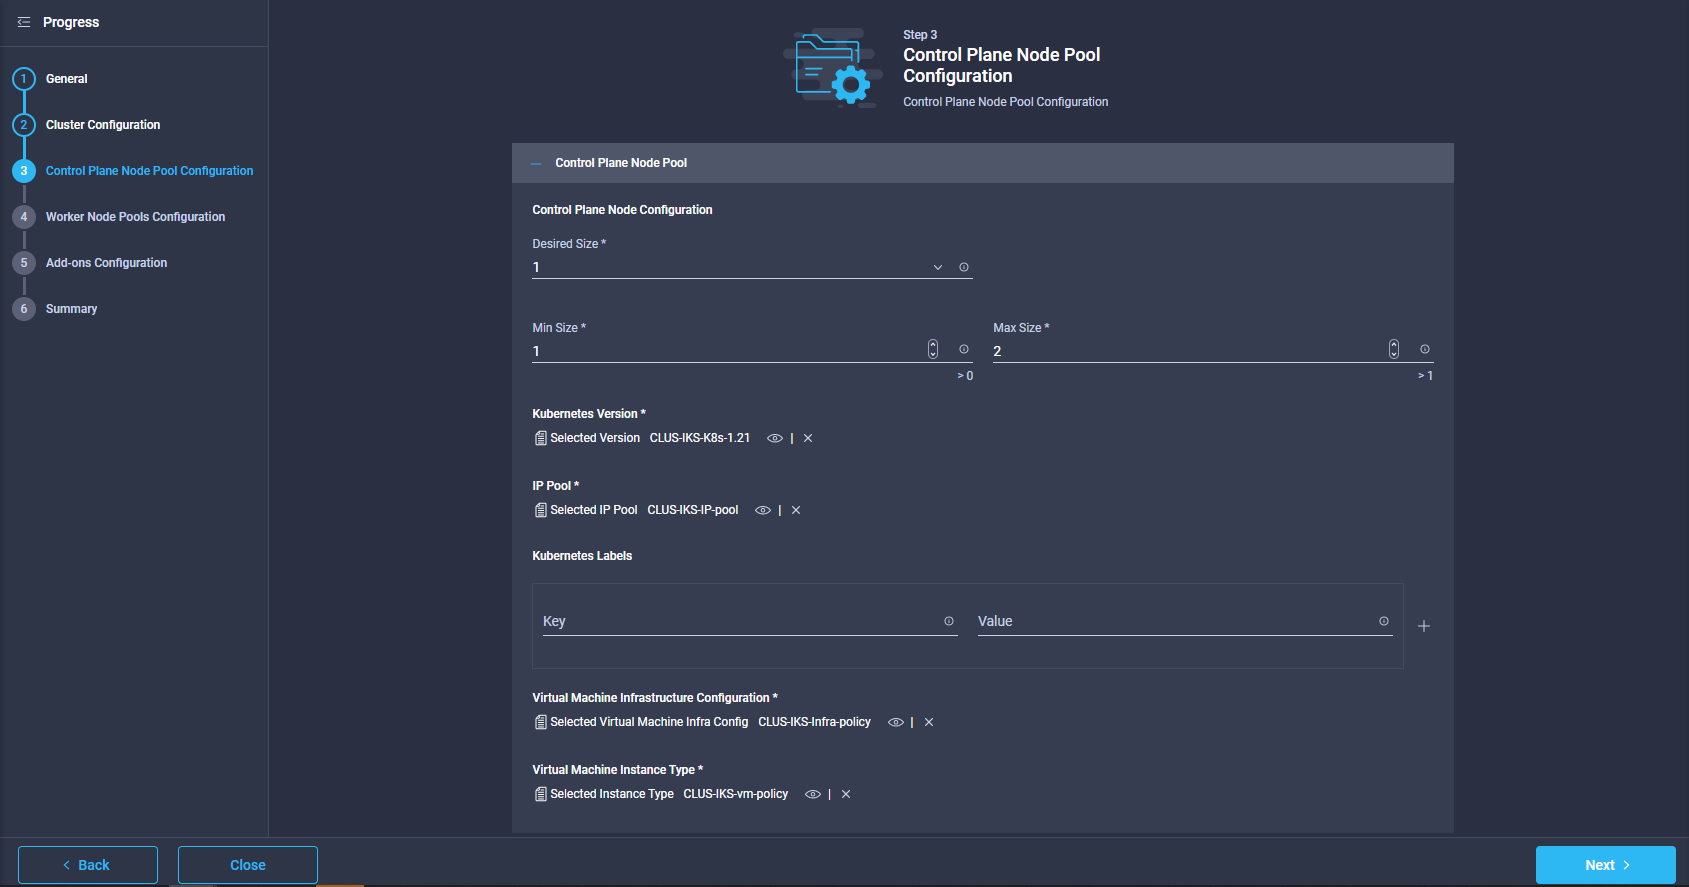 Progress
1 General
2 Cluster Configuration
3 Control Plane Node Pool Configuration
4 Worker Node Pools Configuration
5 Add-ons Configuration
6 Summary
Step 3
Control Plane Node Pool
Configuration
Control Plane Node Pool Configuration
Control Plane Node Pool
Control Plane Node Configuration
Desired Size *
1
Min Size *
1
> 0
Max Size *
2
> 1
Kubernetes Version *
Selected Version CLUS-IKS-K8s-1.21 |
IP Pool *
Selected IP Pool CLUS-IKS-IP-pool |
Kubernetes Labels
Key
Value
Virtual Machine Infrastructure Configuration *
Selected Virtual Machine Infra Config CLUS-IKS-Infra-policy |
Virtual Machine Instance Type *
Selected Instance Type CLUS-IKS-vm-policy |
< Back
Close
Next >